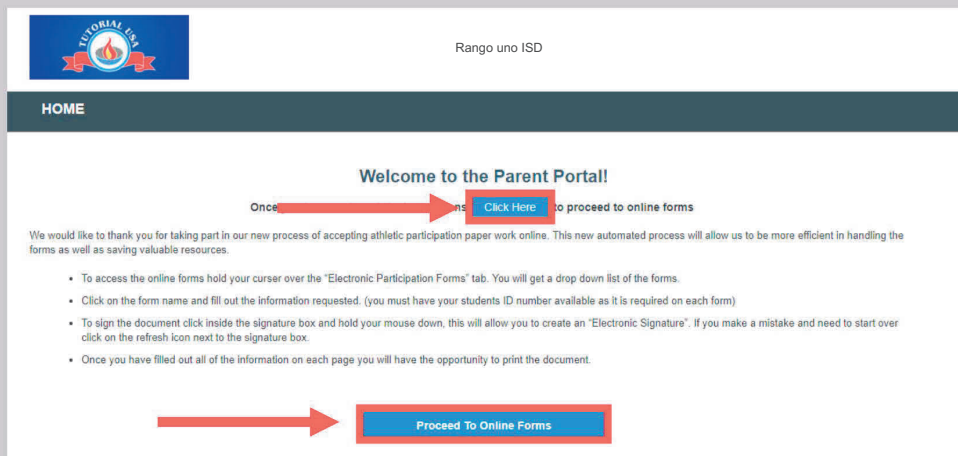 TUTORIAL USA
Rango uno ISD
HOME
Welcome to the Parent Portal!
Once
Click Here to proceed to online forms
We would like to thank you for taking part in our new process of accepting athletic participation paper work online. This new automated process will allow us to be more efficient in handling the
forms as well as saving valuable resources.
• To access the online forms hold your curser over the “Electronic Participation Forms” tab. You will get a drop down list of the forms.
• Click on the form name and fill out the information requested. (you must have your students ID number available as it is required on each form)
• To sign the document click inside the signature box and hold your mouse down, this will allow you to create an “Electronic Signature”. If you make a mistake and need to start over
click on the refresh icon next to the signature box.
• Once you have filled out all of the information on each page you will have the opportunity to print the document.
Proceed To Online Forms